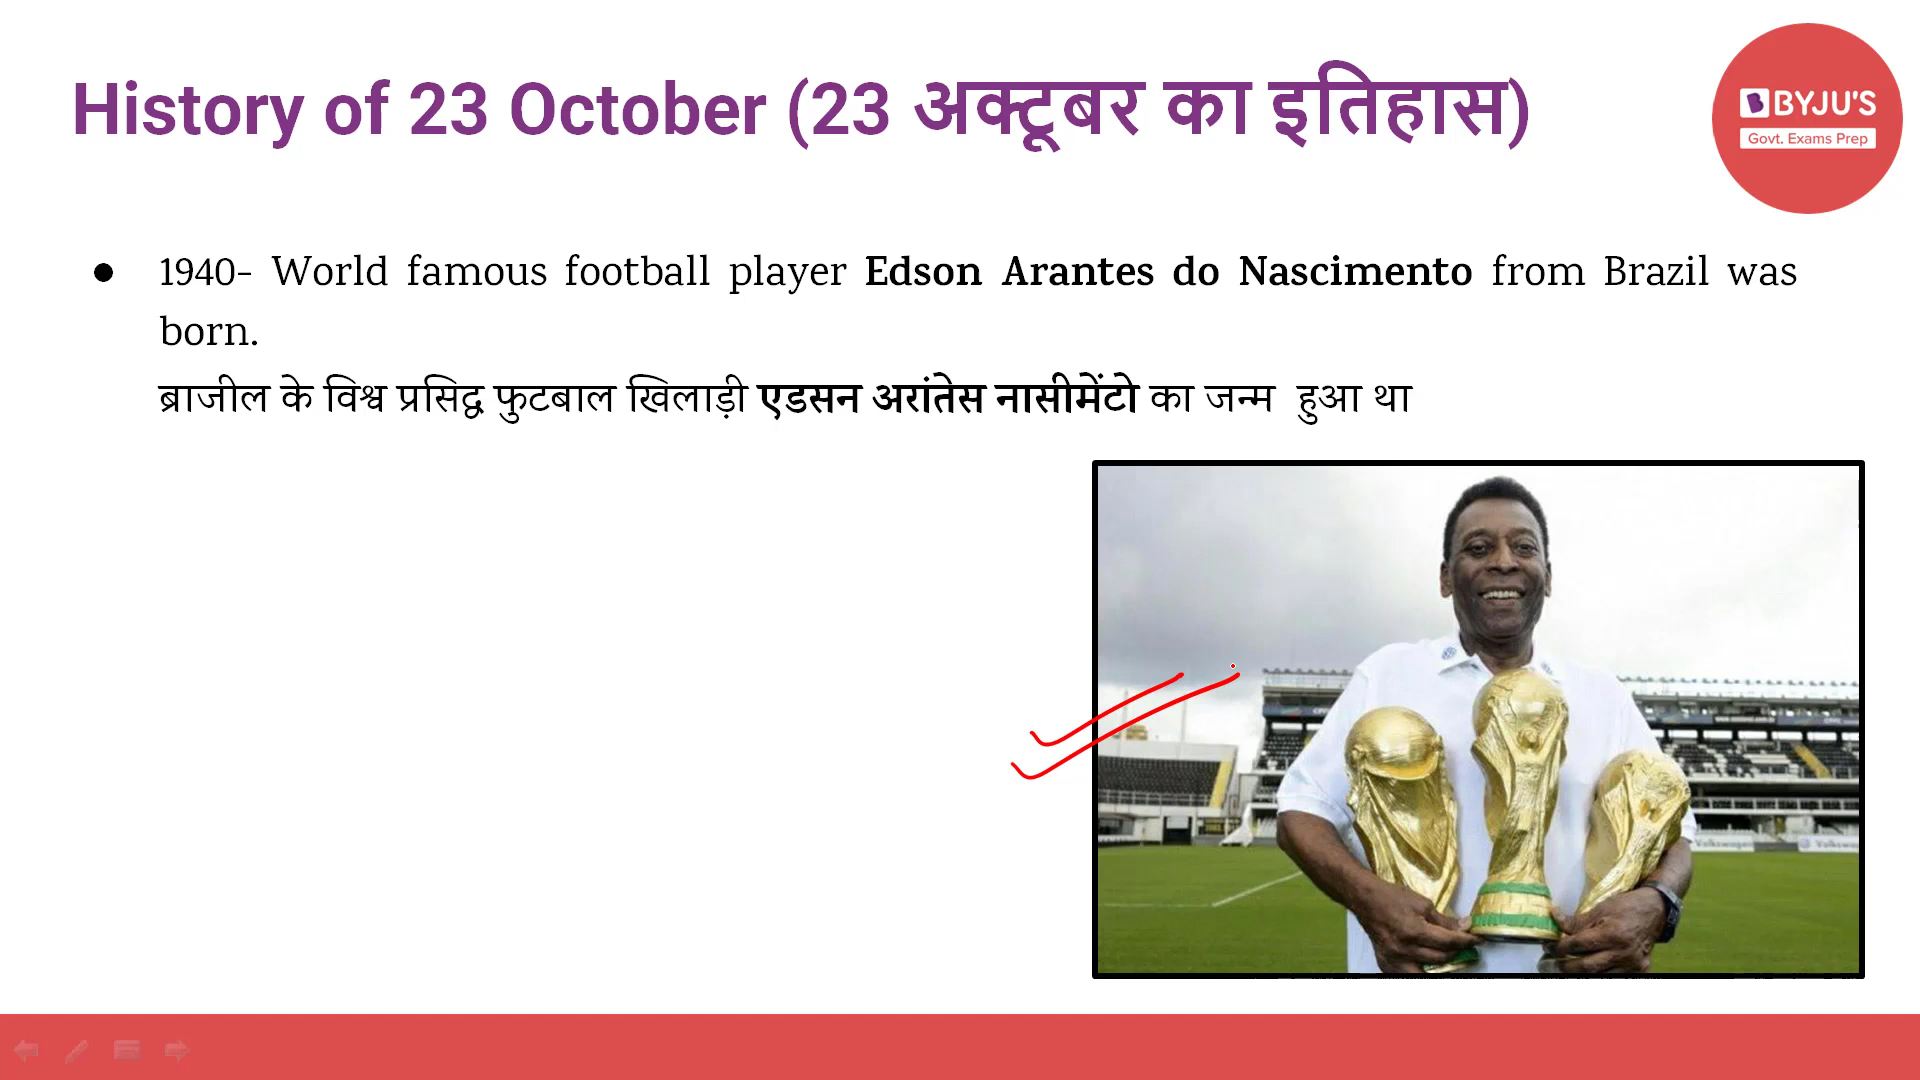 History of 23 October (23 अक्टूबर का इतिहास)
BYJU'S
Govt. Exams Prep
● 1940- World famous football player Edson Arantes do Nascimento from Brazil was
born.
ब्राजील के विश्व प्रसिद्ध फुटबाल खिलाड़ी एडसन अरांतेस नासीमेंटो का जन्म हुआ था
Volkswagen